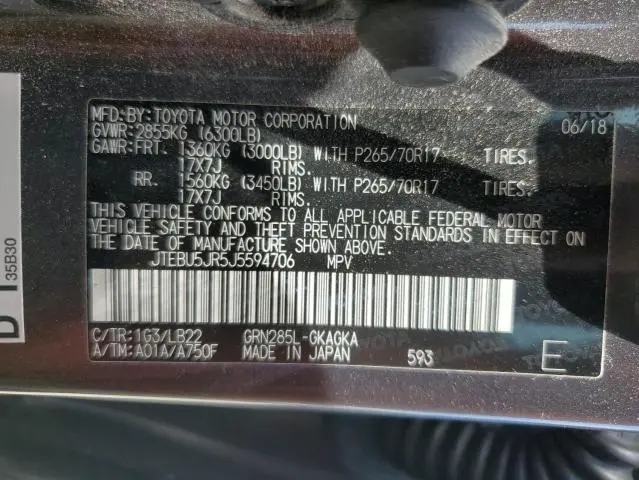 MFD.BY:TOYOTA MOTOR CORPORATION 06/18
GVWR:2855KG (6300LB)
GAWR:FRT. 1360KG (3000LB) WITH P265/70R17 TIRES.
17X7J RIMS.
RR. 1560KG (3450LB) WITH P265/70R17 TIRES.
17X7J RIMS.
THIS VEHICLE CONFORMS TO ALL APPLICABLE FEDERAL MOTOR
VEHICLE SAFETY AND THEFT PREVENTION STANDARDS IN EFFECT ON
THE DATE OF MANUFACTURE SHOWN ABOVE.
JTEBU5JR5J5594706 MPV
C/TR:1G3/LB22 GRN285L-GKAGKA
A/TM:A01A/A750F MADE IN JAPAN 593 E
35B30
TOYOTA